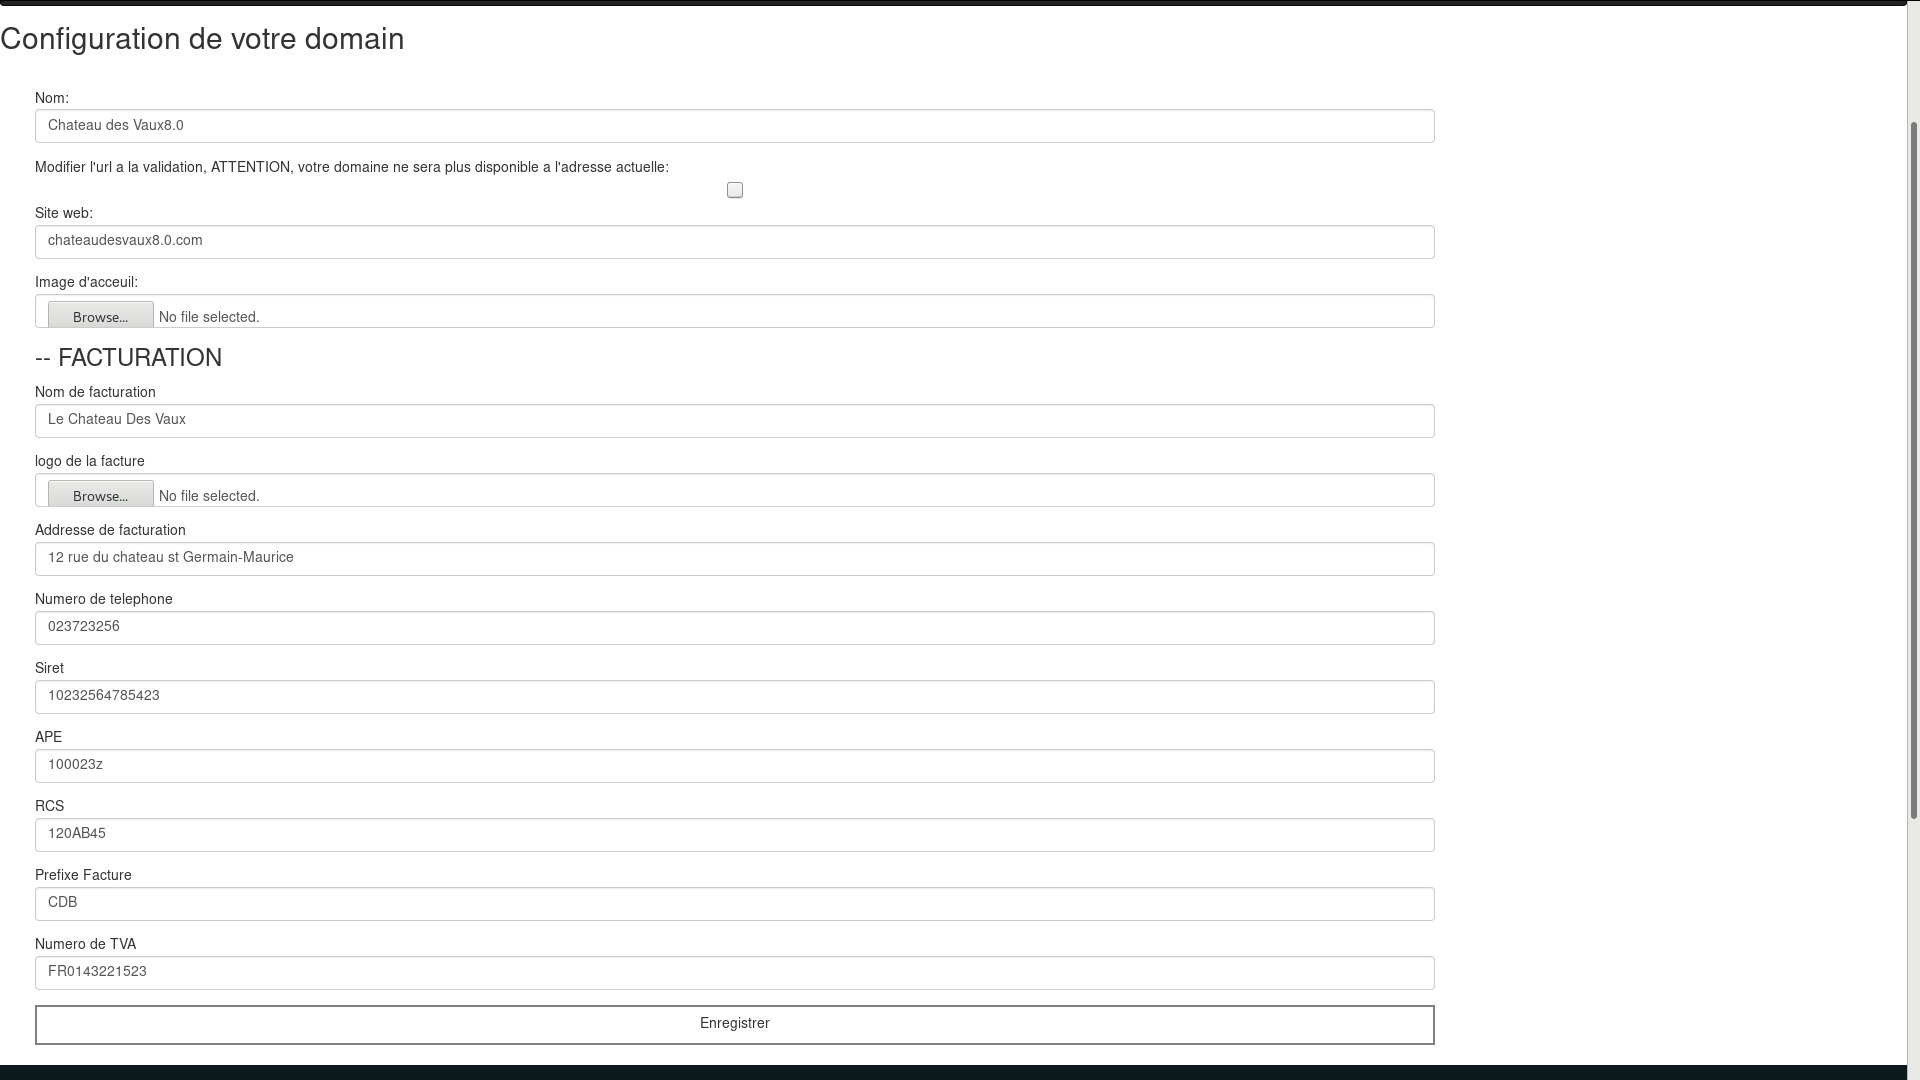 Configuration de votre domain
Nom:
Chateau des Vaux8.0
Modifier l'url a la validation, ATTENTION, votre domaine ne sera plus disponible a l'adresse actuelle:
Site web:
chateaudesvaux8.0.com
Image d'acceuil:
Browse... No file selected.
-- FACTURATION
Nom de facturation
Le Chateau Des Vaux
logo de la facture
Browse... No file selected.
Addresse de facturation
12 rue du chateau st Germain-Maurice
Numero de telephone
023723256
Siret
10232564785423
APE
100023z
RCS
120AB45
Prefixe Facture
CDB
Numero de TVA
FR0143221523
Enregistrer